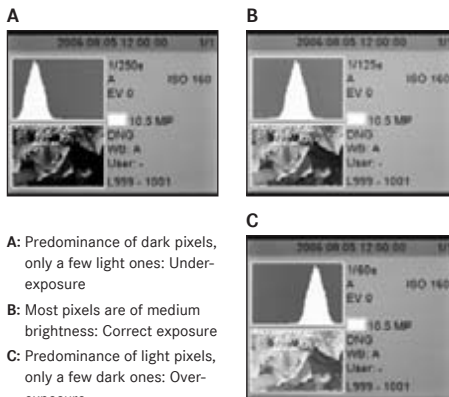 A
2006 08 05 12:00:00 1/1
1/250s
A ISO 160
EV 0
10.5 MP
DNG
WB: A
User: -
L999 - 1001
B
2006 08 05 12:00:00 1/1
1/125s
A ISO 160
EV 0
10.5 MP
DNG
WB: A
User: -
L999 - 1001
A: Predominance of dark pixels,
only a few light ones: Under-
exposure
B: Most pixels are of medium
brightness: Correct exposure
C: Predominance of light pixels,
only a few dark ones: Over-
C
2006 08 05 12:00:00 1/1
1/60s
A ISO 160
EV 0
10.5 MP
DNG
WB: A
User: -
L999 - 1001